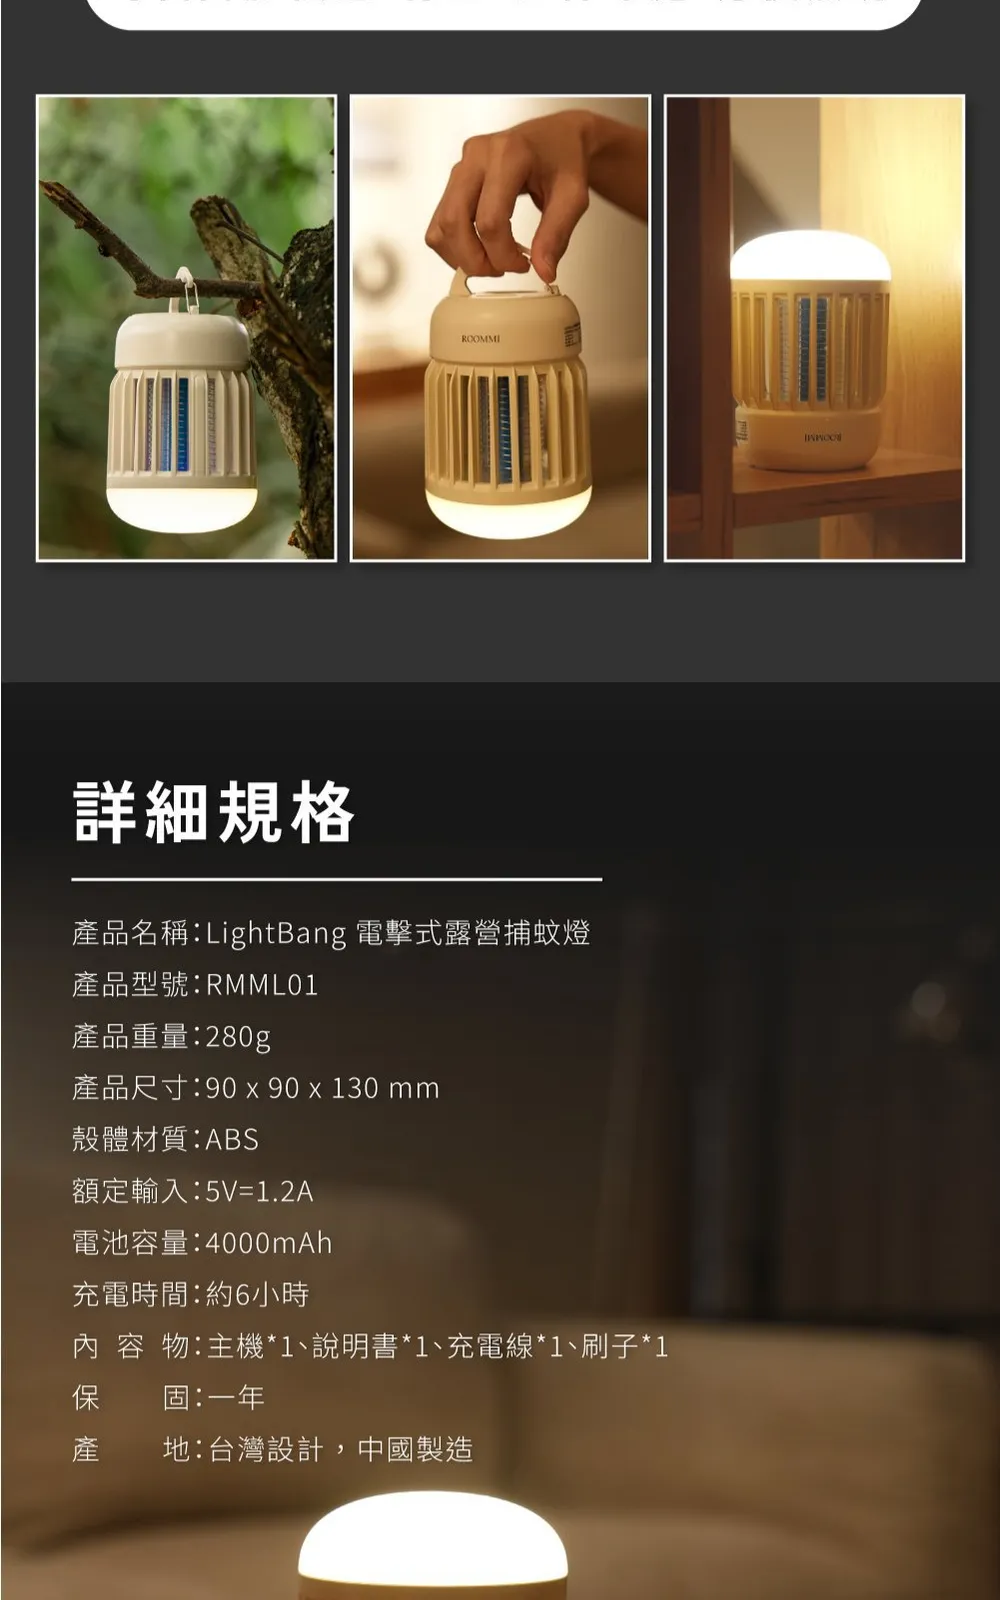 ROOMMI
ROOMMI
詳細規格
產品名稱:LightBang 電擊式露營捕蚊燈
產品型號:RMML01
產品重量:280g
產品尺寸:90 x 90 x 130 mm
殼體材質:ABS
額定輸入:5V=1.2A
電池容量:4000mAh
充電時間:約6小時
內容物:主機*1、說明書*1、充電線*1、刷子*1
保固:一年
產地:台灣設計，中國製造